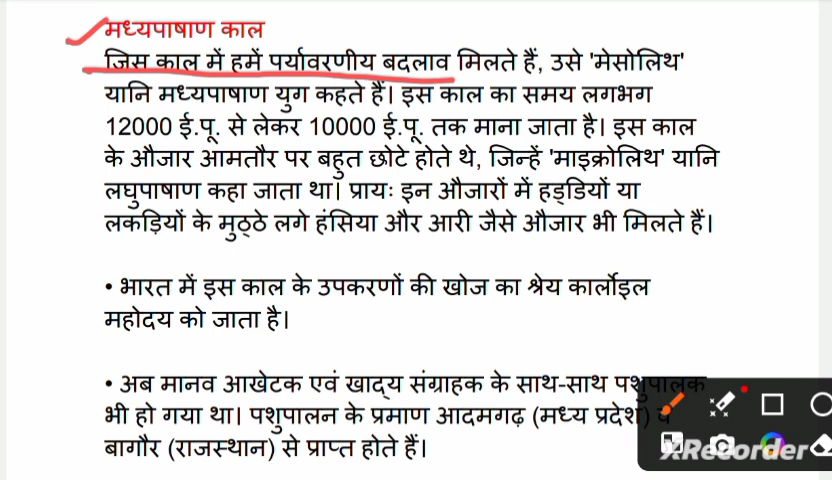 मध्यपाषाण काल
जिस काल में हमें पर्यावरणीय बदलाव मिलते हैं, उसे 'मेसोलिथ'
यानि मध्यपाषाण युग कहते हैं। इस काल का समय लगभग
12000 ई.पू. से लेकर 10000 ई.पू. तक माना जाता है। इस काल
के औजार आमतौर पर बहुत छोटे होते थे, जिन्हें 'माइक्रोलिथ' यानि
लघुपाषाण कहा जाता था। प्रायः इन औजारों में हड्डियों या
लकड़ियों के मुठ्ठे लगे हंसिया और आरी जैसे औजार भी मिलते हैं।
• भारत में इस काल के उपकरणों की खोज का श्रेय कार्लोइल
महोदय को जाता है।
• अब मानव आखेटक एवं खाद्य संग्राहक के साथ-साथ पशुपालक
भी हो गया था। पशुपालन के प्रमाण आदमगढ़ (मध्य प्रदेश) व
बागौर (राजस्थान) से प्राप्त होते हैं।
XRecorder